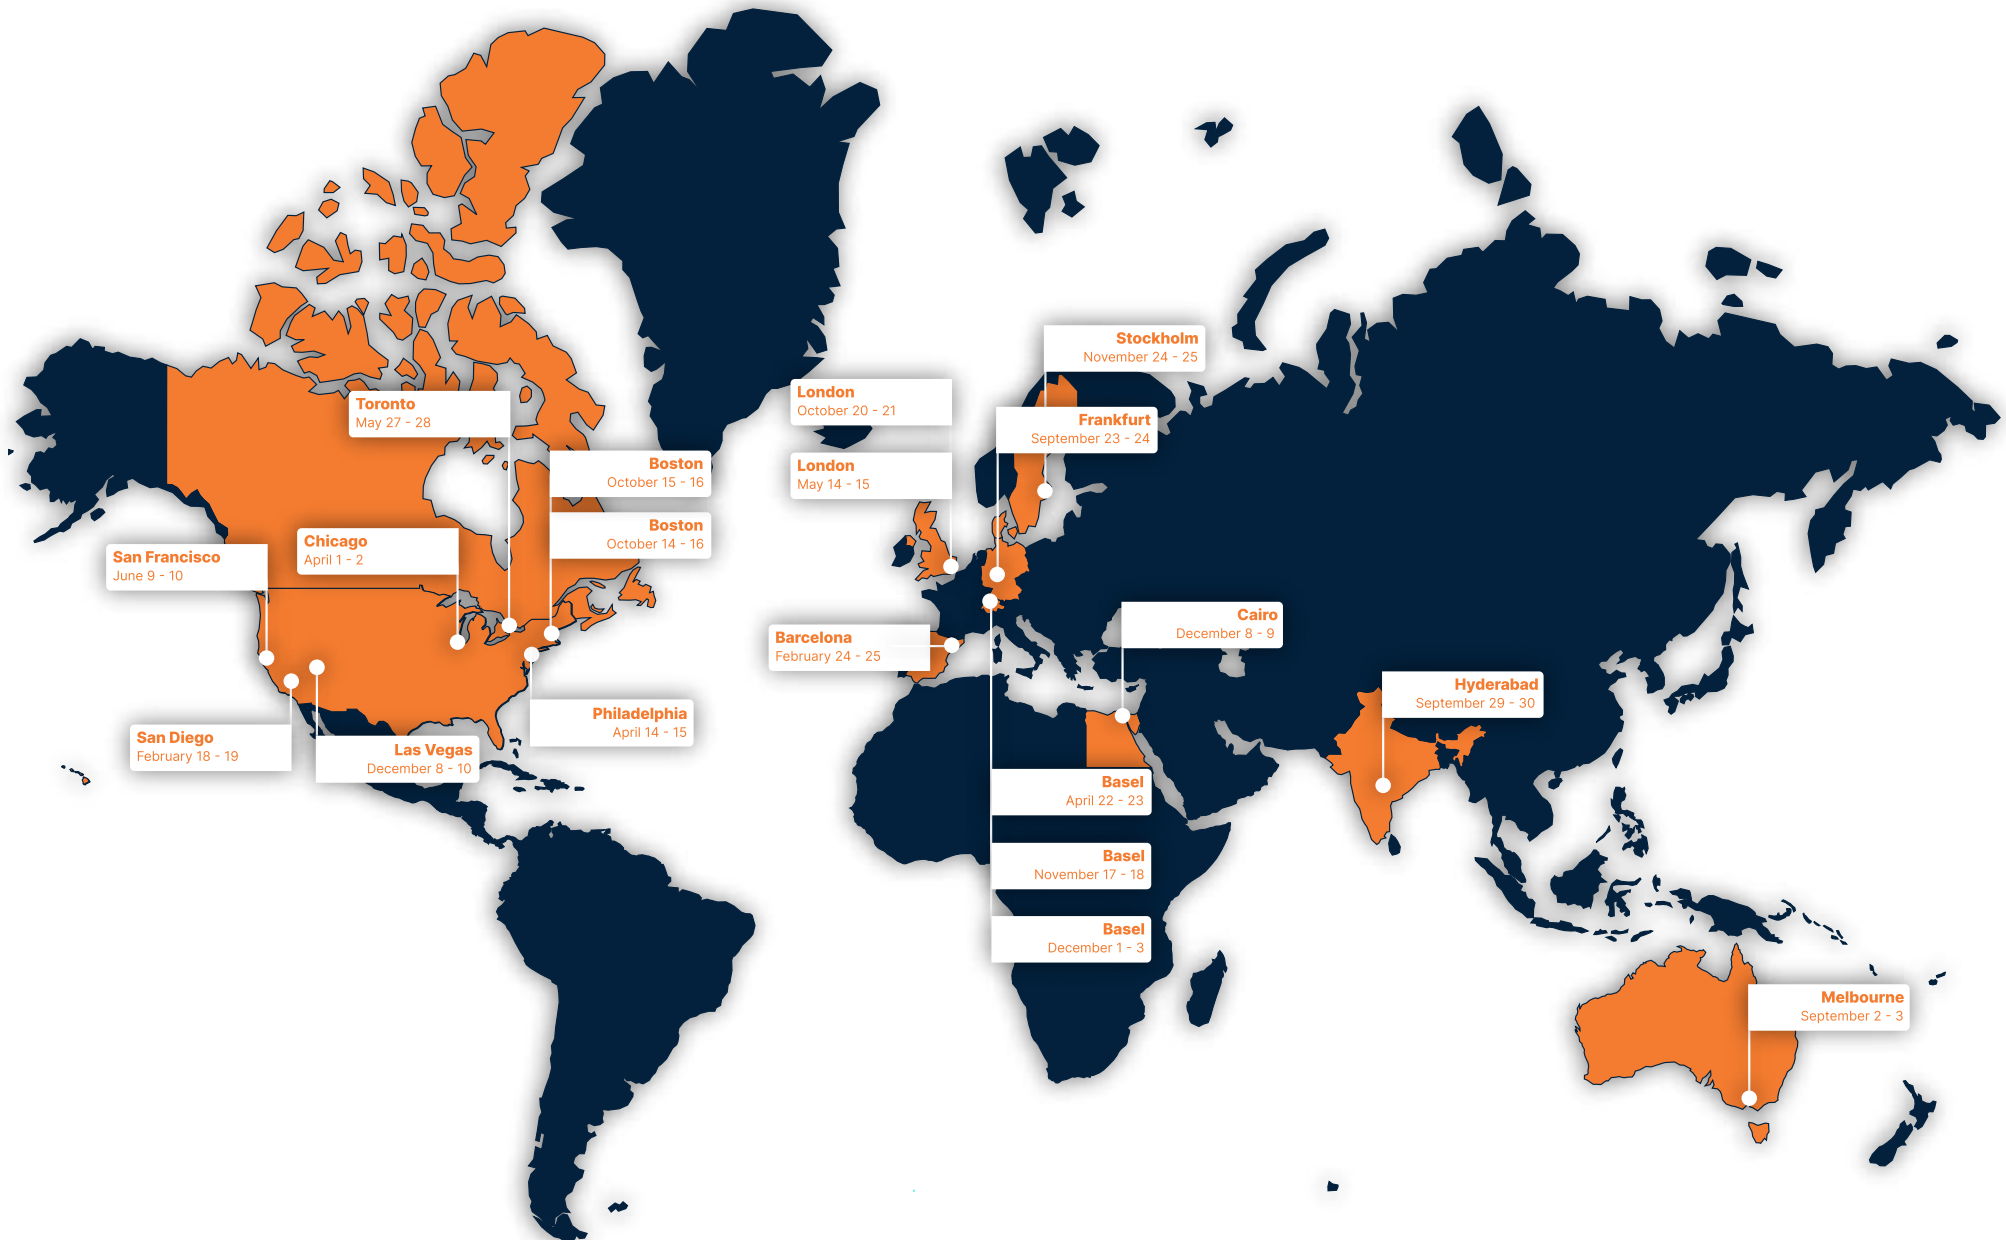 Stockholm
November 24 - 25
London
October 20 - 21
Toronto
May 27 - 28
Frankfurt
September 23 - 24
Boston
October 15 - 16
London
May 14 - 15
Boston
October 14 - 16
Chicago
April 1 - 2
San Francisco
June 9 - 10
Cairo
December 8 - 9
Barcelona
February 24 - 25
Hyderabad
September 29 - 30
Philadelphia
April 14 - 15
San Diego
February 18 - 19
Las Vegas
December 8 - 10
Basel
April 22 - 23
Basel
November 17 - 18
Basel
December 1 - 3
Melbourne
September 2 - 3